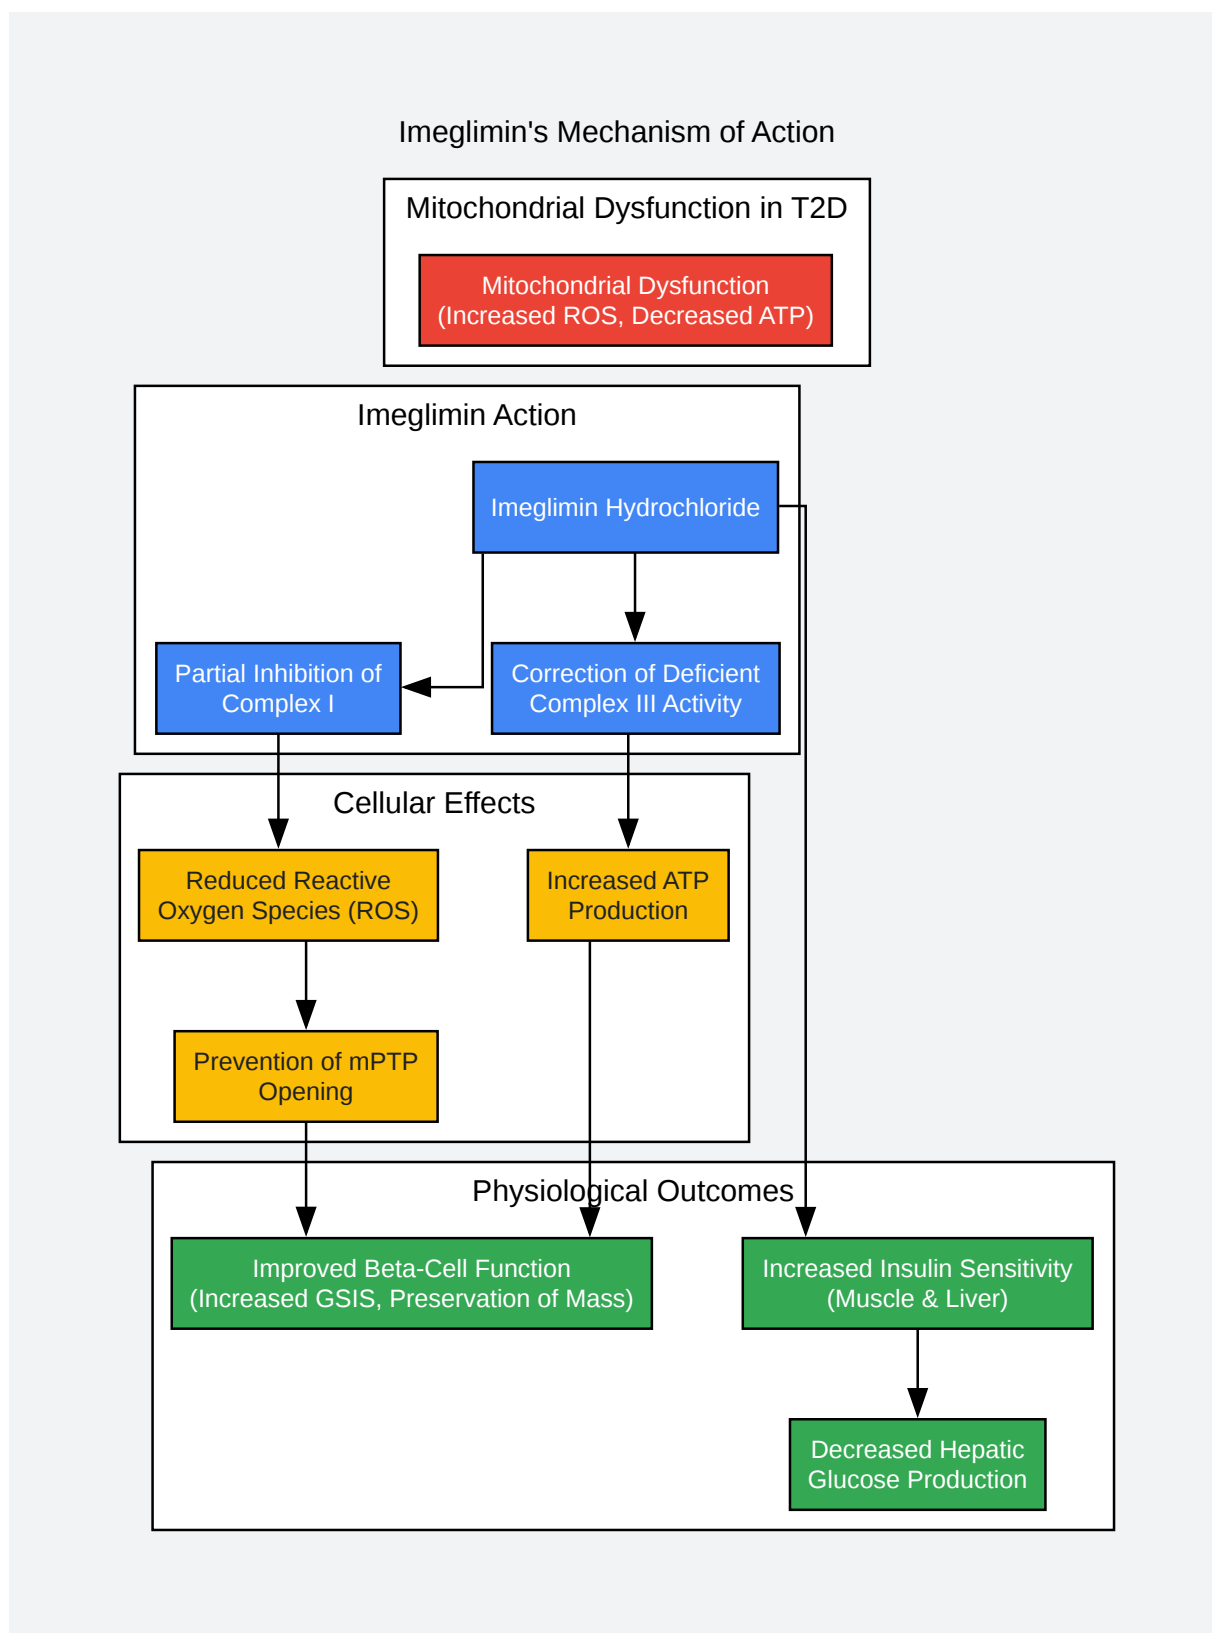 Imeglimin's Mechanism of Action
Mitochondrial Dysfunction in T2D
Mitochondrial Dysfunction
(Increased ROS, Decreased ATP)
Imeglimin Action
Imeglimin Hydrochloride
Partial Inhibition of
Complex I
Correction of Deficient
Complex III Activity
Cellular Effects
Reduced Reactive
Oxygen Species (ROS)
Increased ATP
Production
Prevention of mPTP
Opening
Physiological Outcomes
Improved Beta-Cell Function
(Increased GSIS, Preservation of Mass)
Increased Insulin Sensitivity
(Muscle & Liver)
Decreased Hepatic
Glucose Production